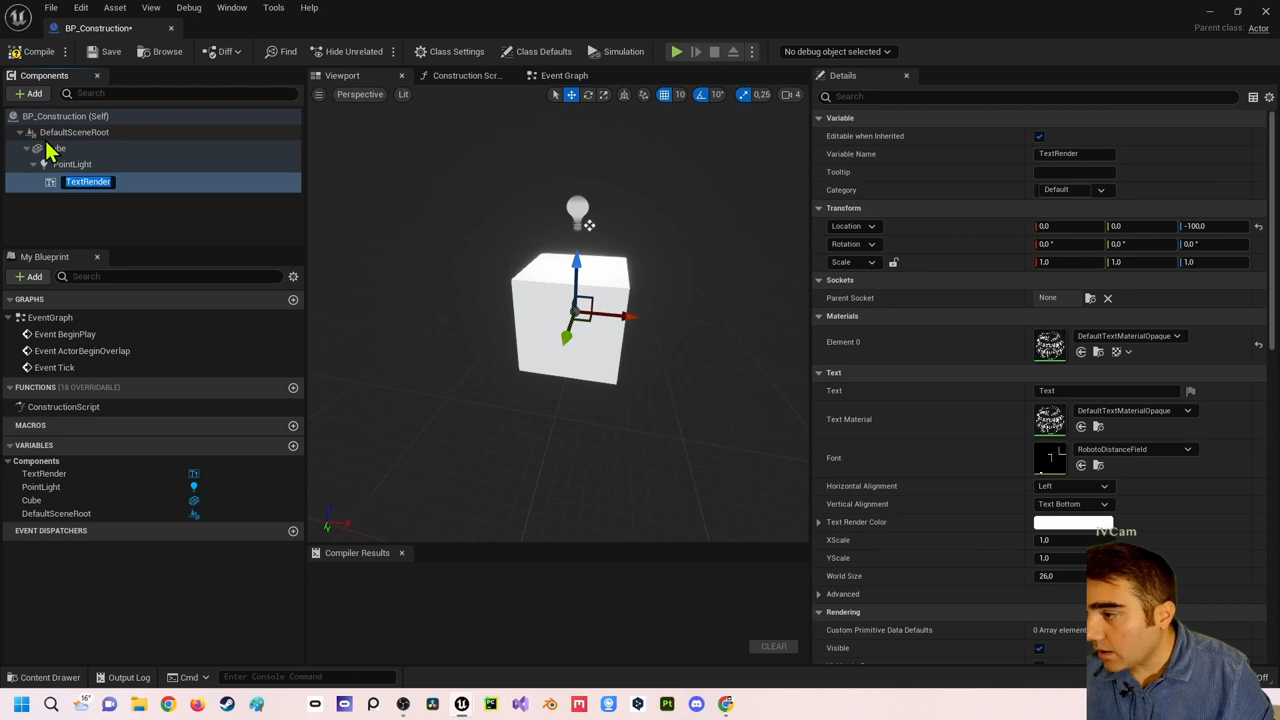 File Edit Asset View Debug Window Tools Help
BP_Construction*
Parent class: Actor
Compile Save Browse Diff Find Hide Unrelated Class Settings Class Defaults Simulation No debug object selected
Components Viewport Construction Scr... Event Graph Details
Add Search Perspective Lit 10 10° 0,25 4 Search
BP_Construction (Self)
DefaultSceneRoot
PointLight
TextRender
My Blueprint
Add Search
GRAPHS
EventGraph
Event BeginPlay
Event ActorBeginOverlap
Event Tick
FUNCTIONS (18 OVERRIDABLE)
ConstructionScript
MACROS
VARIABLES
Components
TextRender
PointLight
Cube
DefaultSceneRoot
EVENT DISPATCHERS
Compiler Results
CLEAR
Variable
Editable when Inherited
Variable Name TextRender
Tooltip
Category Default
Transform
Location 0,0 0,0 -100,0
Rotation 0,0 ° 0,0 ° 0,0 °
Scale 1,0 1,0 1,0
Sockets
Parent Socket None
Materials
Element 0 DefaultTextMaterialOpaque
Text
Text Text
Text Material DefaultTextMaterialOpaque
Font RobotoDistanceField
Horizontal Alignment Left
Vertical Alignment Text Bottom
Text Render Color
iVCam
XScale 1,0
YScale 1,0
World Size 26,0
Advanced
Rendering
Custom Primitive Data Defaults 0 Array element
Visible
Content Drawer Output Log Cmd Enter Console Command
16°